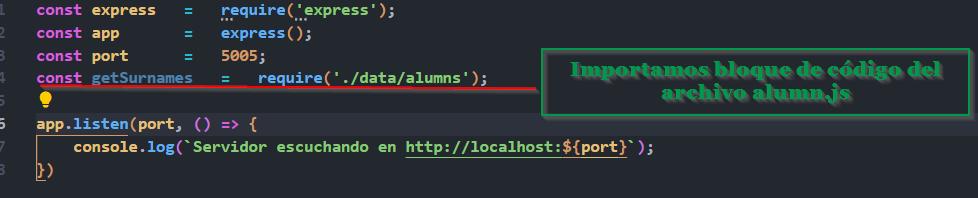 1 const express = require('express');
2 const app = express();
3 const port = 5005;
4 const getSurnames = require('./data/alumns');
Importamos bloque de código del
archivo alumn.js
5
6 app.listen(port, () => {
7 console.log(`Servidor escuchando en http://localhost:${port}`);
8 })